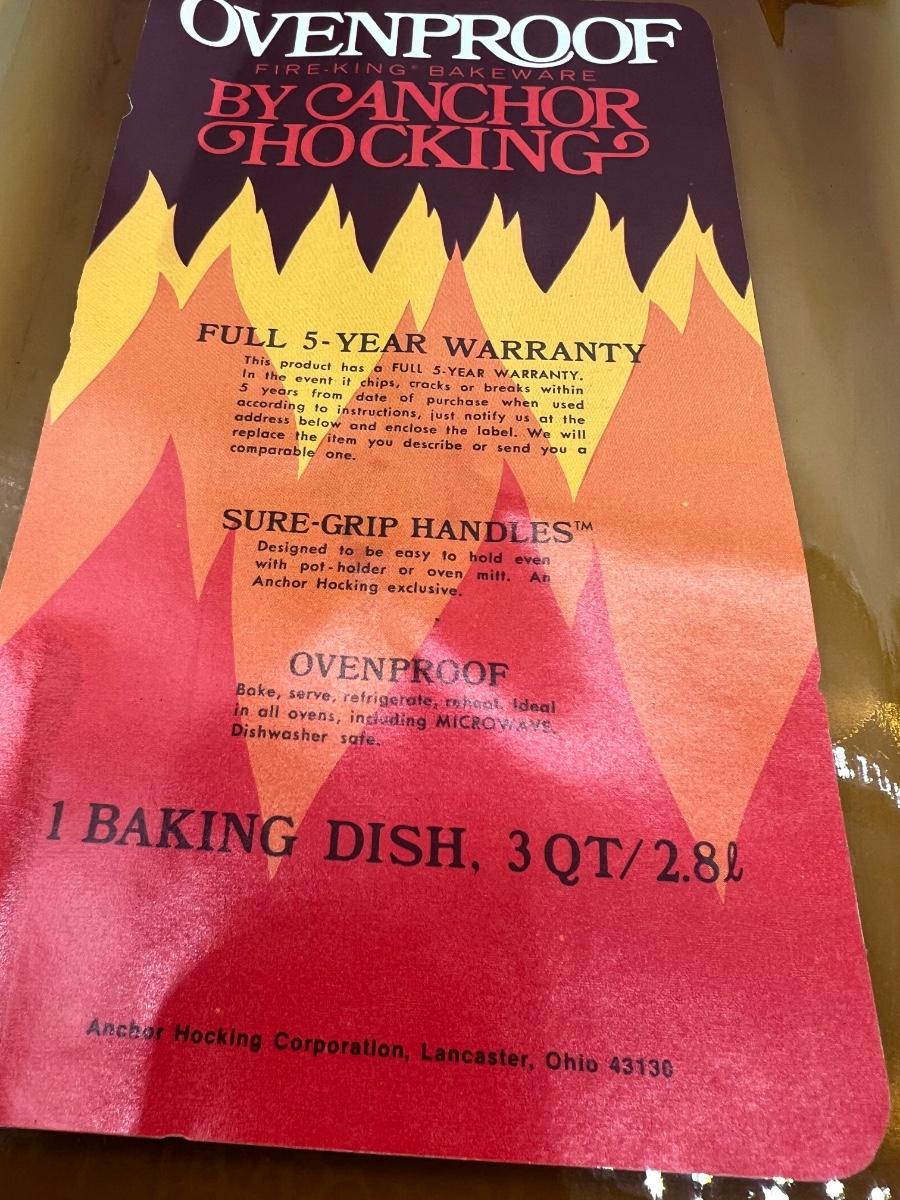 OVENPROOF
FIRE-KING® BAKEWARE
BY ANCHOR
HOCKING
FULL 5-YEAR WARRANTY
This product has a FULL 5-YEAR WARRANTY.
In the event it chips, cracks or breaks within
5 years from date of purchase when used
according to instructions, just notify us at the
address below and enclose the label. We will
replace the item you describe or send you a
comparable one.
SURE-GRIP HANDLES™
Designed to be easy to hold even
with pot-holder or oven mitt. An
Anchor Hocking exclusive.
OVENPROOF
Bake, serve, refrigerate, reheat. Ideal
in all ovens, including MICROWAVE.
Dishwasher safe.
1 BAKING DISH, 3 QT/2.8ℓ
Anchor Hocking Corporation, Lancaster, Ohio 43130